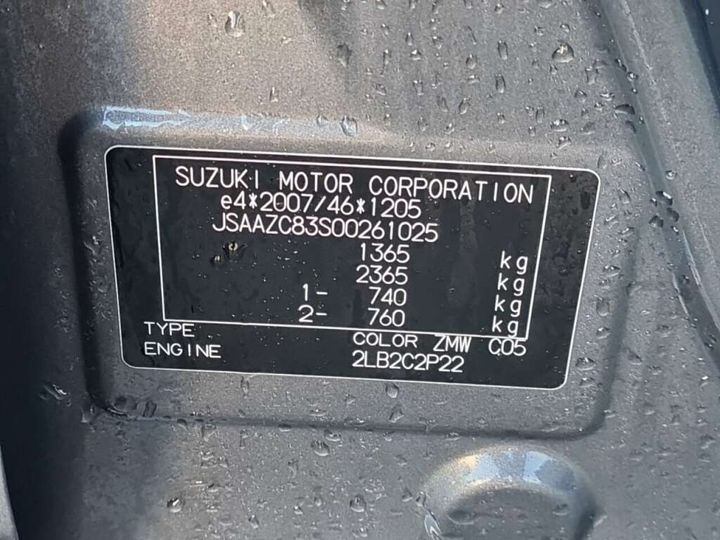 SUZUKI MOTOR CORPORATION
e4*2007/46*1205
JSAAZC83S00261025
1365 kg
2365 kg
1- 740 kg
2- 760 kg
TYPE COLOR ZMW C05
ENGINE 2LB2C2P22